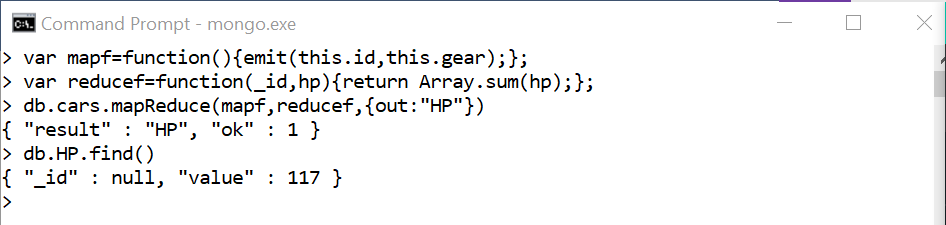 Command Prompt - mongo.exe
> var mapf=function(){emit(this.id,this.gear);};
> var reducef=function(_id,hp){return Array.sum(hp);};
> db.cars.mapReduce(mapf,reducef,{out:"HP"})
{ "result" : "HP", "ok" : 1 }
> db.HP.find()
{ "_id" : null, "value" : 117 }
>